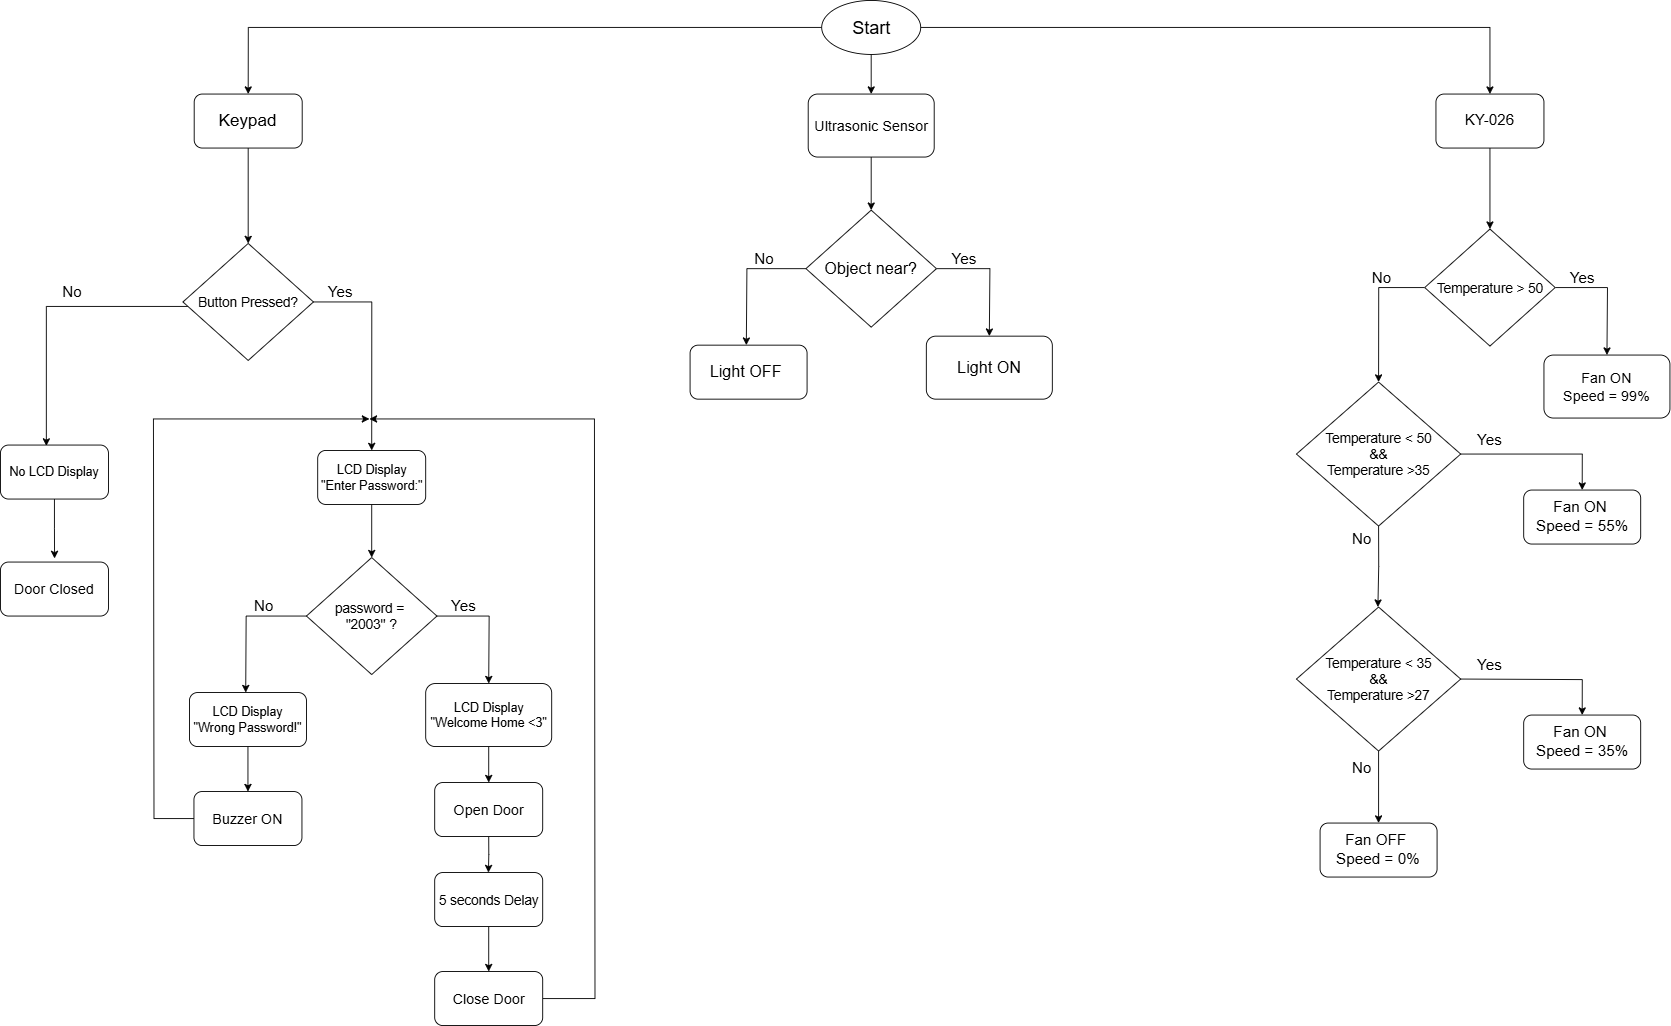 Start
Keypad
Ultrasonic Sensor
KY-026
Button Pressed?
No
Yes
Object near?
No
Yes
Temperature > 50
No
Yes
Light OFF
Light ON
Fan ON
Speed = 99%
No LCD Display
Door Closed
LCD Display
"Enter Password:"
password =
"2003" ?
No
Yes
LCD Display
"Wrong Password!"
Buzzer ON
LCD Display
"Welcome Home <3"
Open Door
5 seconds Delay
Close Door
Temperature < 50
&&
Temperature >35
Yes
Fan ON
Speed = 55%
No
Temperature < 35
&&
Temperature >27
Yes
Fan ON
Speed = 35%
No
Fan OFF
Speed = 0%